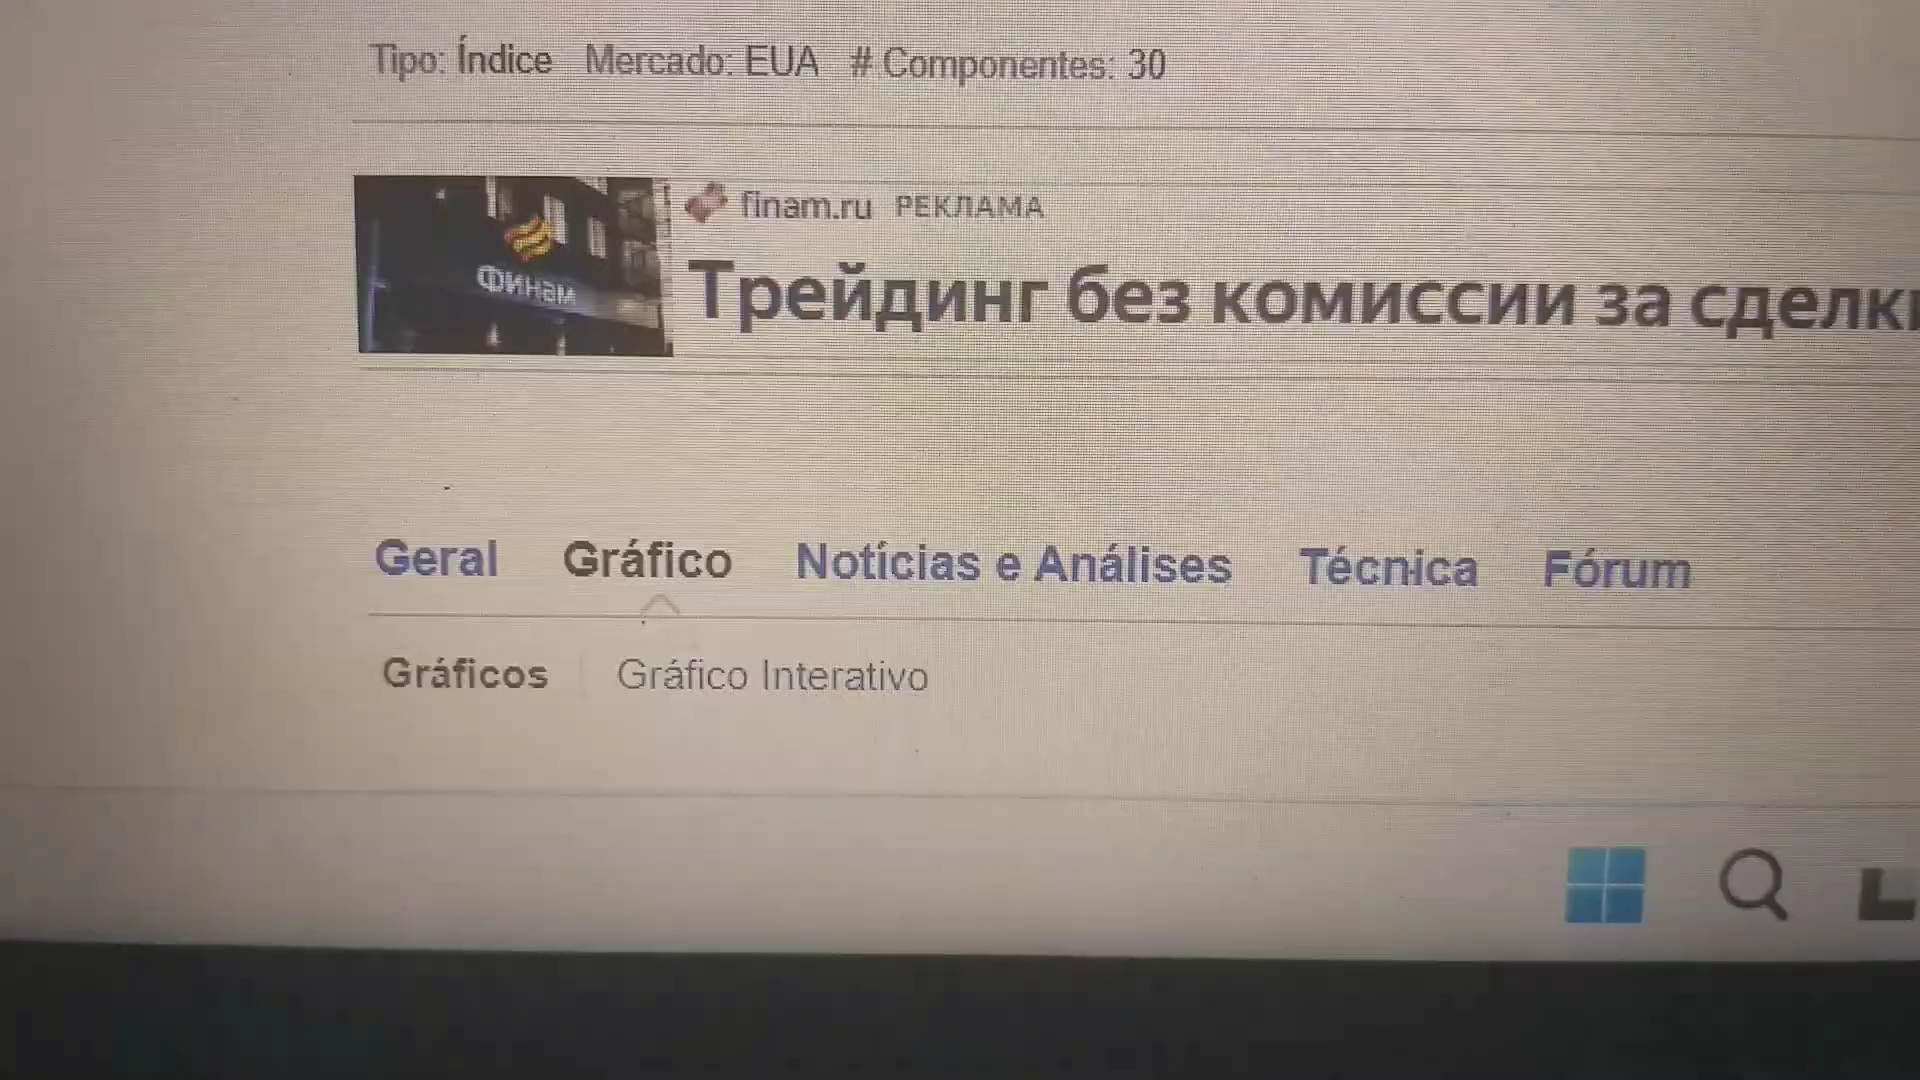 Tipo: Índice Mercado: EUA # Componentes: 30
finam.ru РЕКЛАМА
Финам
Трейдинг без комиссии за сделки
Geral Gráfico Notícias e Análises Técnica Fórum
Gráficos Gráfico Interativo